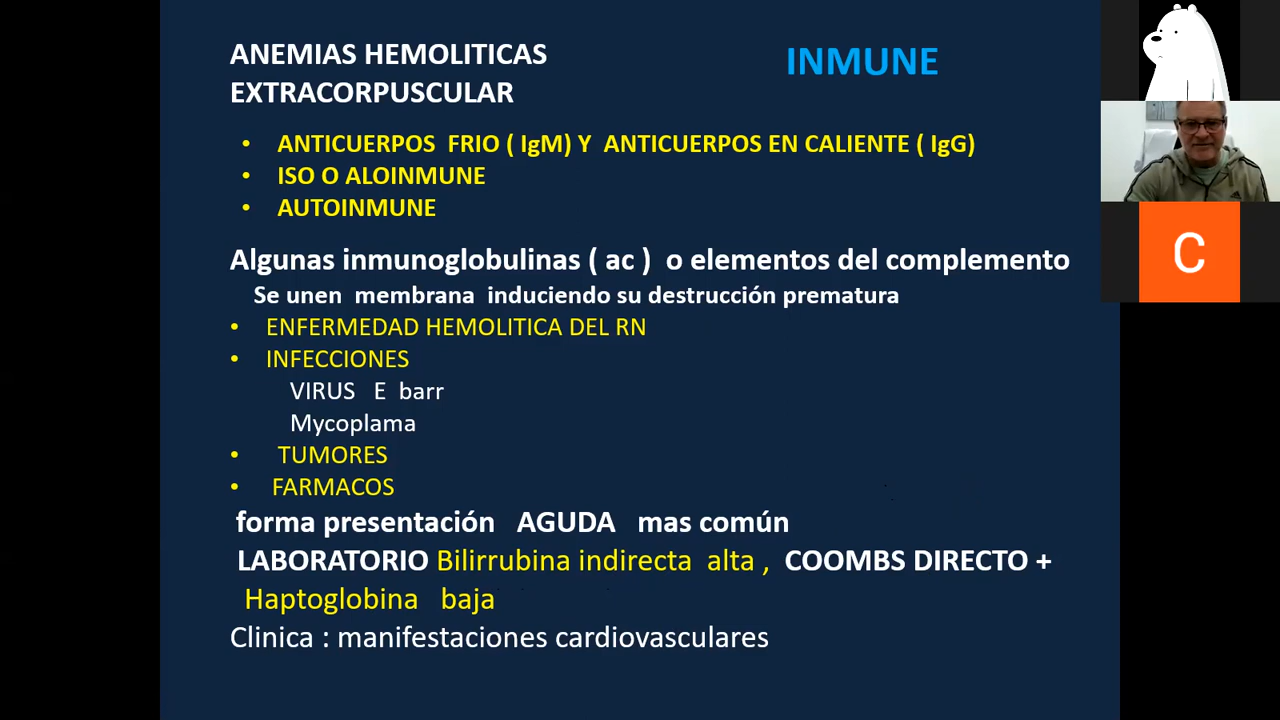 ANEMIAS HEMOLITICAS
EXTRACORPUSCULAR
INMUNE
• ANTICUERPOS FRIO ( IgM) Y ANTICUERPOS EN CALIENTE ( IgG)
• ISO O ALOINMUNE
• AUTOINMUNE
Algunas inmunoglobulinas ( ac ) o elementos del complemento
Se unen membrana induciendo su destrucción prematura
• ENFERMEDAD HEMOLITICA DEL RN
• INFECCIONES
VIRUS E barr
Mycoplama
• TUMORES
• FARMACOS
forma presentación AGUDA mas común
LABORATORIO Bilirrubina indirecta alta , COOMBS DIRECTO +
Haptoglobina baja
Clinica : manifestaciones cardiovasculares
C